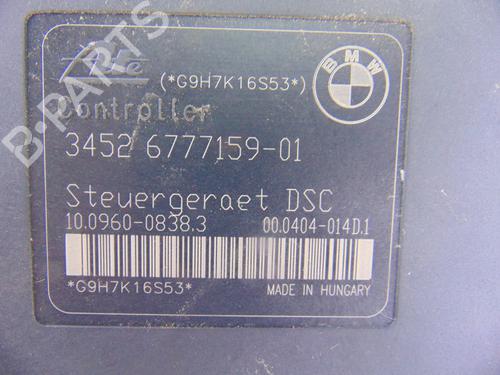 Ate
(*G9H7K16S53*)
BMW
Controller
3452 6777159-01
Steuergeraet DSC
10.0960-0838.3 00.0404-014D.1
*G9H7K16S53* MADE IN HUNGARY
B-PARTS